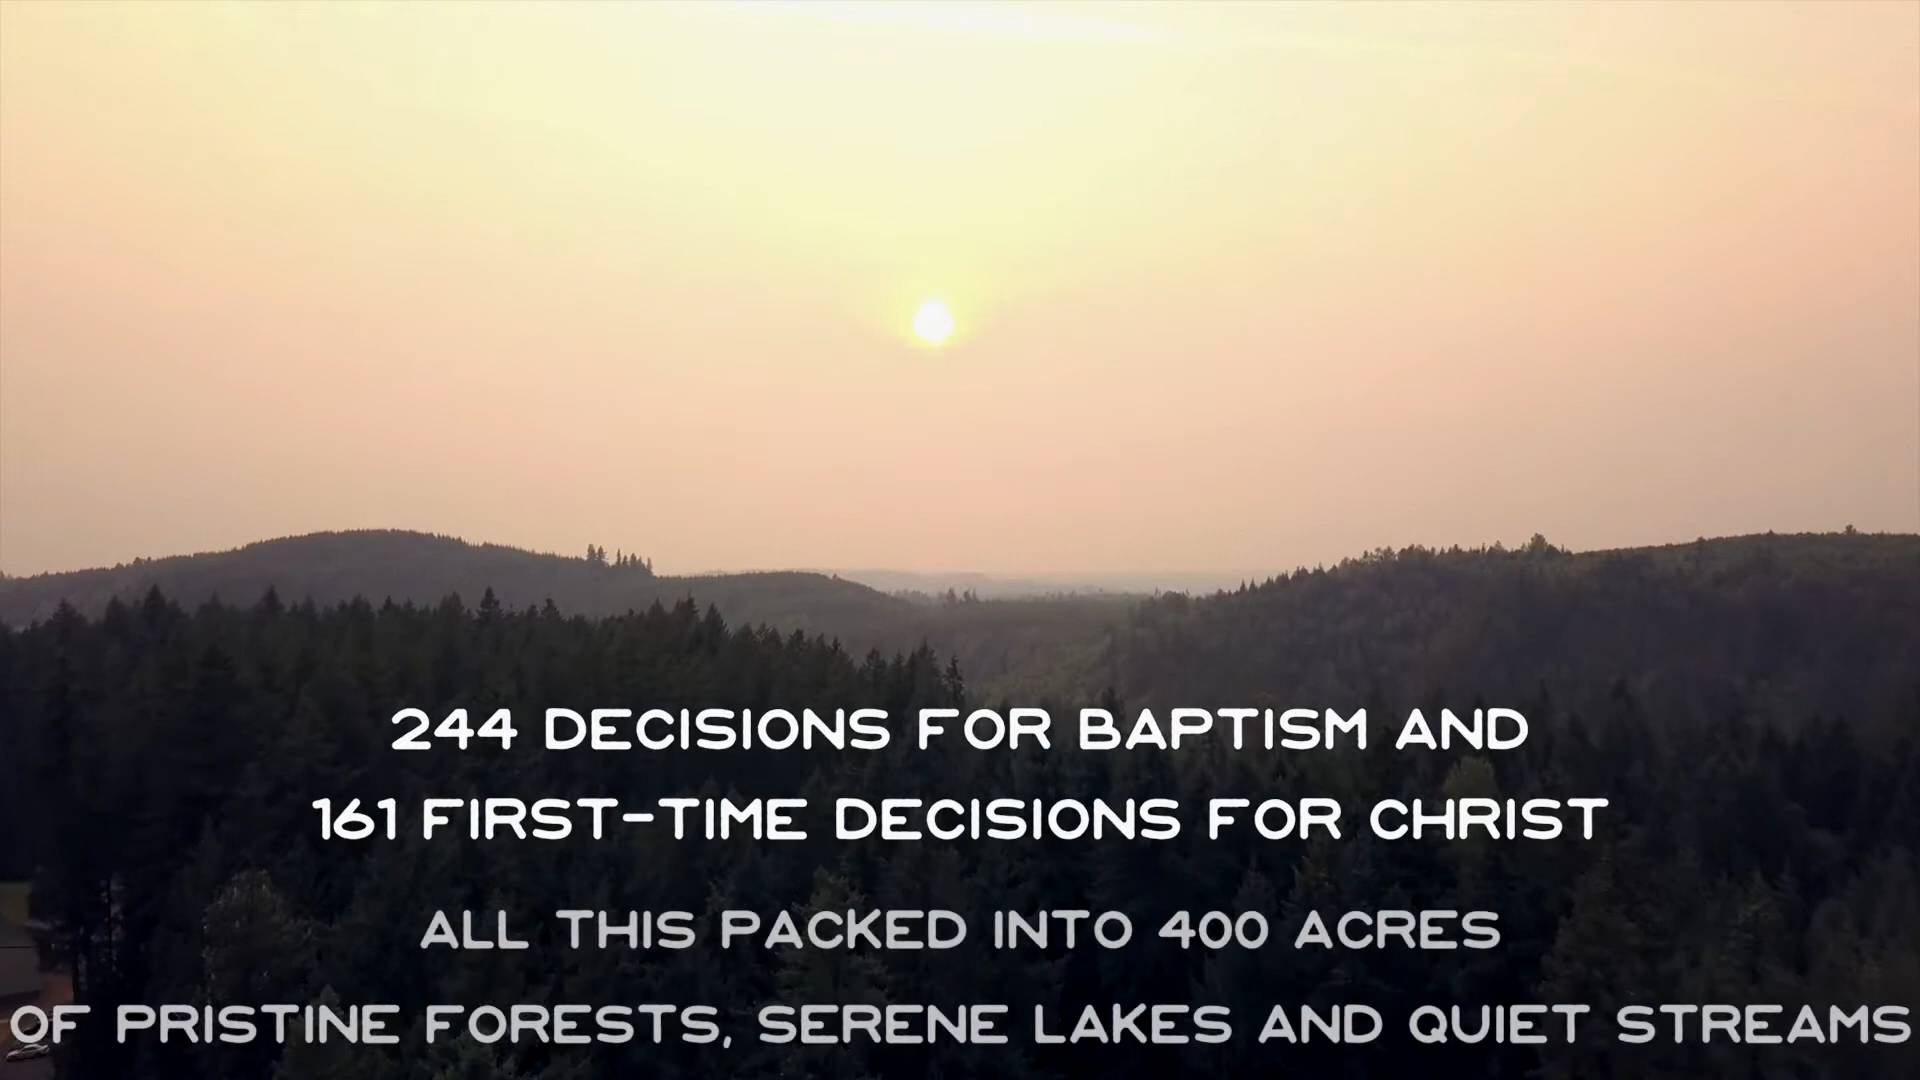 244 DECISIONS FOR BAPTISM AND
161 FIRST-TIME DECISIONS FOR CHRIST
ALL THIS PACKED INTO 400 ACRES
OF PRISTINE FORESTS, SERENE LAKES AND QUIET STREAMS